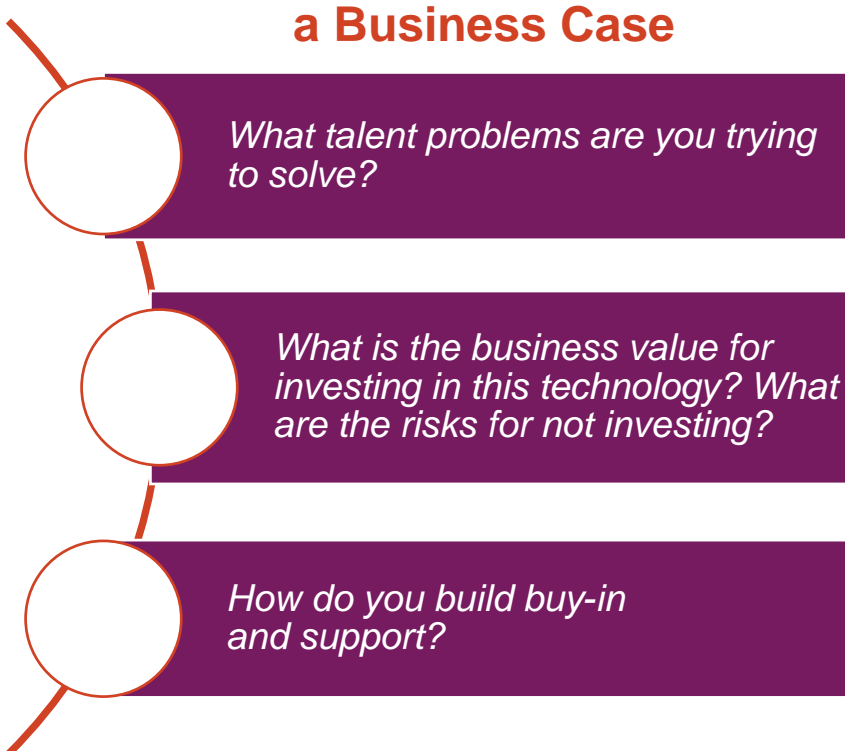 a Business Case
What talent problems are you trying
to solve?
What is the business value for
investing in this technology? What
are the risks for not investing?
How do you build buy-in
and support?